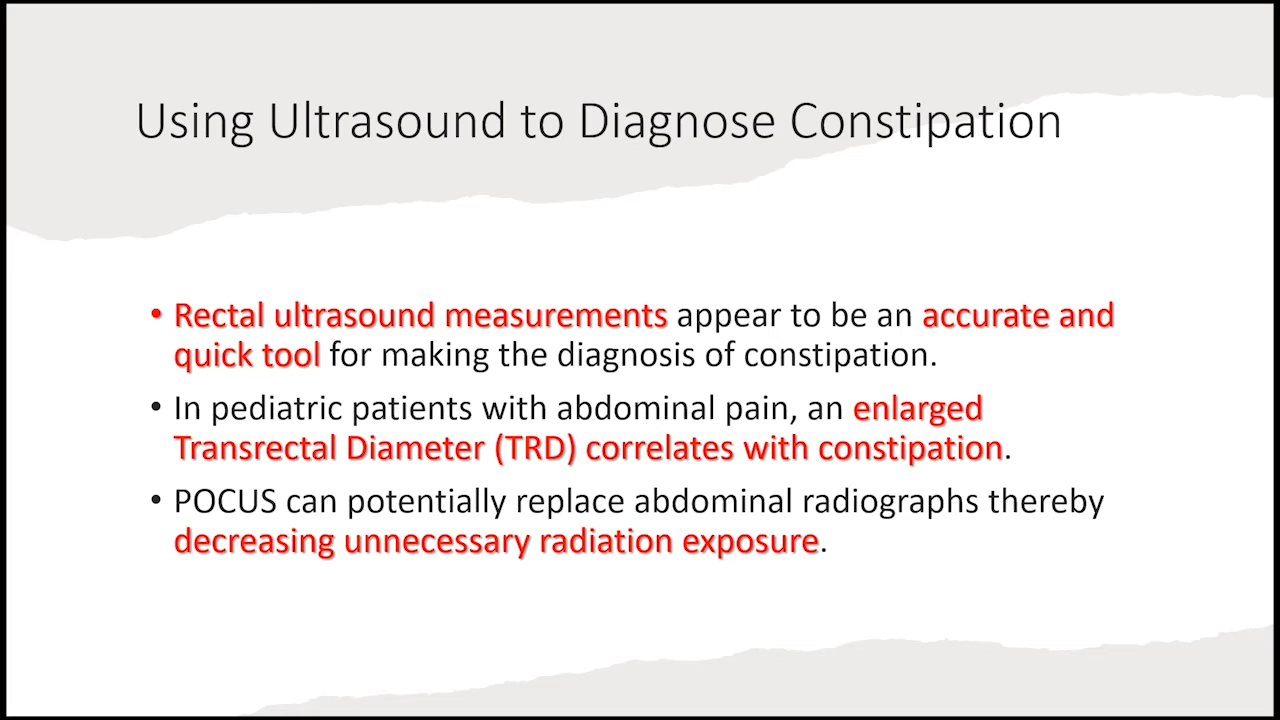 Using Ultrasound to Diagnose Constipation
• Rectal ultrasound measurements appear to be an accurate and
quick tool for making the diagnosis of constipation.
• In pediatric patients with abdominal pain, an enlarged
Transrectal Diameter (TRD) correlates with constipation.
• POCUS can potentially replace abdominal radiographs thereby
decreasing unnecessary radiation exposure.